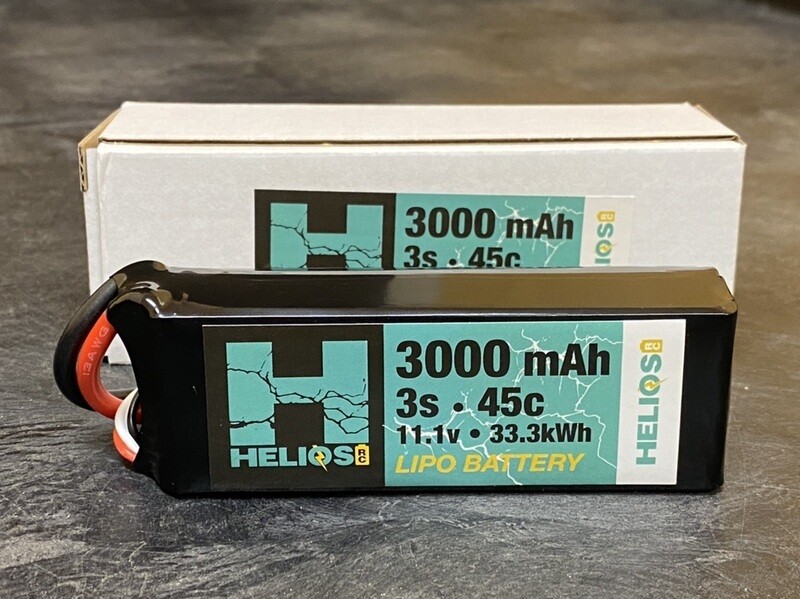 H
3000 mAh
3s • 45c
HELIOS RC
13AWG
H
HELIOS RC
3000 mAh
3s • 45c
11.1v • 33.3kWh
LIPO BATTERY
HELIOS RC